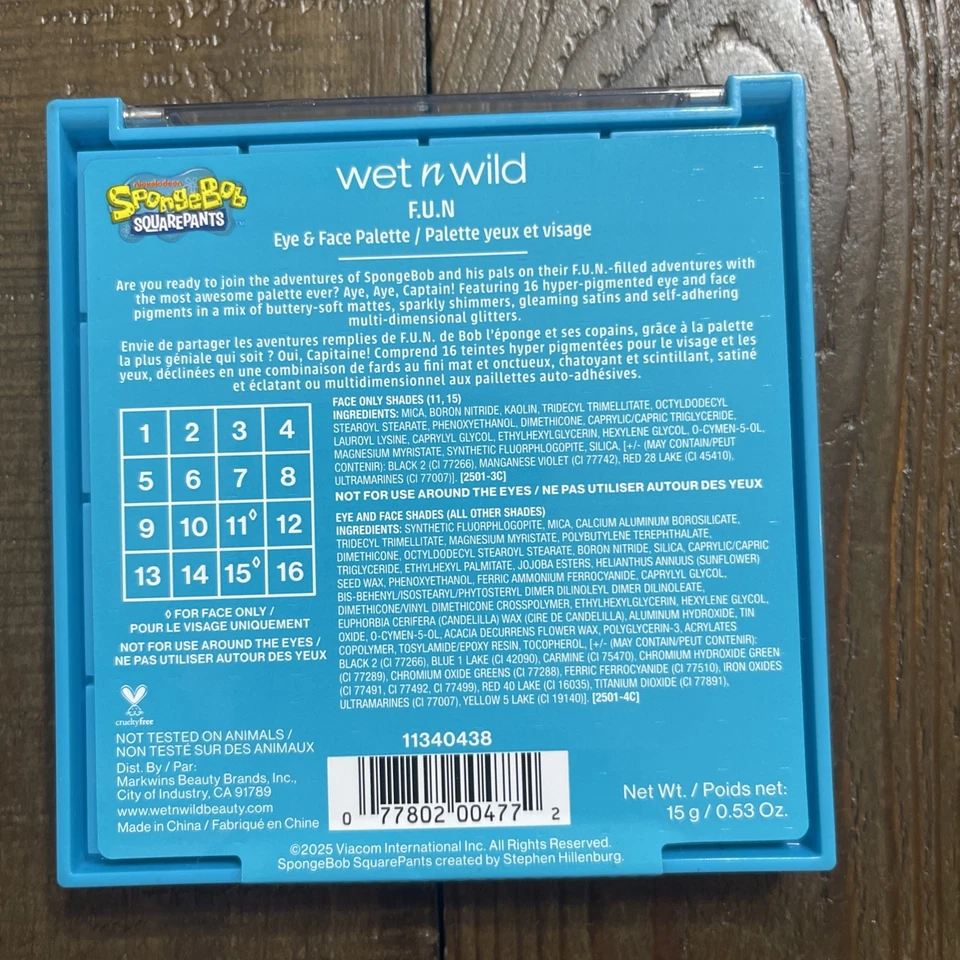 nickelodeon
SPONGEBOB
SQUAREPANTS
wet n wild
F.U.N
Eye & Face Palette / Palette yeux et visage
Are you ready to join the adventures of SpongeBob and his pals on their F.U.N.-filled adventures with
the most awesome palette ever? Aye, Aye, Captain! Featuring 16 hyper-pigmented eye and face
pigments in a mix of buttery-soft mattes, sparkly shimmers, gleaming satins and self-adhering
multi-dimensional glitters.
Envie de partager les aventures remplies de F.U.N. de Bob l'éponge et ses copains, grâce à la palette
la plus géniale qui soit ? Oui, Capitaine! Comprend 16 teintes hyper pigmentées pour le visage et les
yeux, déclinées en une combinaison de fards au fini mat et onctueux, chatoyant et scintillant, satiné
et éclatant ou multidimensionnel aux paillettes auto-adhésives.
1 2 3 4
5 6 7 8
9 10 11◊ 12
13 14 15◊ 16
◊ FOR FACE ONLY /
POUR LE VISAGE UNIQUEMENT
NOT FOR USE AROUND THE EYES /
NE PAS UTILISER AUTOUR DES YEUX
FACE ONLY SHADES (11, 15)
INGREDIENTS: MICA, BORON NITRIDE, KAOLIN, TRIDECYL TRIMELLITATE, OCTYLDODECYL
STEAROYL STEARATE, PHENOXYETHANOL, DIMETHICONE, CAPRYLIC/CAPRIC TRIGLYCERIDE,
LAUROYL LYSINE, CAPRYLYL GLYCOL, ETHYLHEXYLGLYCERIN, HEXYLENE GLYCOL, O-CYMEN-5-OL,
MAGNESIUM MYRISTATE, SYNTHETIC FLUORPHLOGOPITE, SILICA, [+/- (MAY CONTAIN/PEUT
CONTENIR): BLACK 2 (CI 77266), MANGANESE VIOLET (CI 77742), RED 28 LAKE (CI 45410),
ULTRAMARINES (CI 77007)]. [2501-3C]
NOT FOR USE AROUND THE EYES / NE PAS UTILISER AUTOUR DES YEUX
EYE AND FACE SHADES (ALL OTHER SHADES)
INGREDIENTS: SYNTHETIC FLUORPHLOGOPITE, MICA, CALCIUM ALUMINUM BOROSILICATE,
TRIDECYL TRIMELLITATE, MAGNESIUM MYRISTATE, POLYBUTYLENE TEREPHTHALATE,
DIMETHICONE, OCTYLDODECYL STEAROYL STEARATE, BORON NITRIDE, SILICA, CAPRYLIC/CAPRIC
TRIGLYCERIDE, ETHYLHEXYL PALMITATE, JOJOBA ESTERS, HELIANTHUS ANNUUS (SUNFLOWER)
SEED WAX, PHENOXYETHANOL, FERRIC AMMONIUM FERROCYANIDE, CAPRYLYL GLYCOL,
BIS-BEHENYL/ISOSTEARYL/PHYTOSTERYL DIMER DILINOLEYL DIMER DILINOLEATE,
DIMETHICONE/VINYL DIMETHICONE CROSSPOLYMER, ETHYLHEXYLGLYCERIN, HEXYLENE GLYCOL,
EUPHORBIA CERIFERA (CANDELILLA) WAX (CIRE DE CANDELILLA), ALUMINUM HYDROXIDE, TIN
OXIDE, O-CYMEN-5-OL, ACACIA DECURRENS FLOWER WAX, POLYGLYCERIN-3, ACRYLATES
COPOLYMER, TOSYLAMIDE/EPOXY RESIN, TOCOPHEROL, [+/- (MAY CONTAIN/PEUT CONTENIR):
BLACK 2 (CI 77266), BLUE 1 LAKE (CI 42090), CARMINE (CI 75470), CHROMIUM HYDROXIDE GREEN
(CI 77289), CHROMIUM OXIDE GREENS (CI 77288), FERRIC FERROCYANIDE (CI 77510), IRON OXIDES
(CI 77491, CI 77492, CI 77499), RED 40 LAKE (CI 16035), TITANIUM DIOXIDE (CI 77891),
ULTRAMARINES (CI 77007), YELLOW 5 LAKE (CI 19140)]. [2501-4C]
crueltyfree
NOT TESTED ON ANIMALS /
NON TESTÉ SUR DES ANIMAUX
Dist. By / Par:
Markwins Beauty Brands, Inc.,
City of Industry, CA 91789
www.wetnwildbeauty.com
Made in China / Fabriqué en Chine
11340438
0 77802 00477 2
Net Wt. / Poids net:
15 g / 0.53 Oz.
©2025 Viacom International Inc. All Rights Reserved.
SpongeBob SquarePants created by Stephen Hillenburg.